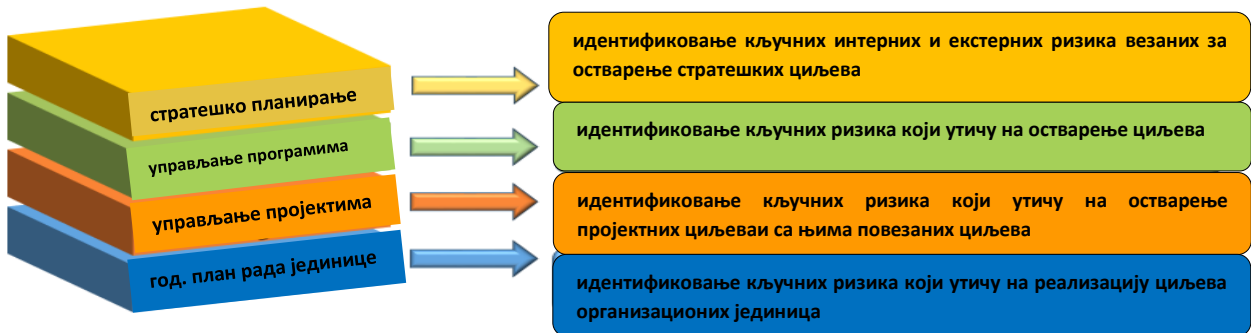 стратешко планирање
идентификовање кључних интерних и екстерних ризика везаних за
остварење стратешких циљева
управљање програмима
идентификовање кључних ризика који утичу на остварење циљева
управљање пројектима
идентификовање кључних ризика који утичу на остварење
пројектних циљеваи са њима повезаних циљева
год. план рада јединице
идентификовање кључних ризика који утичу на реализацију циљева
организационих јединица